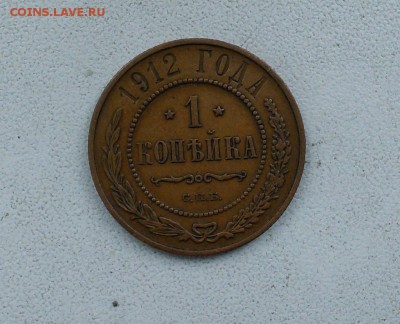 COINS.LAVE.RU
1912 ГОДА
1
КОПѢЙКА
С.П.Б.